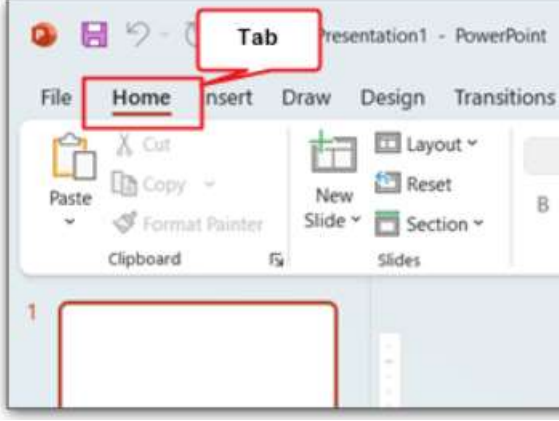 Tab
Presentation1 - PowerPoint
File Home Insert Draw Design Transitions
Paste
Cut
Copy
Format Painter
Clipboard
New
Slide
Layout
Reset
Section
Slides
B
1